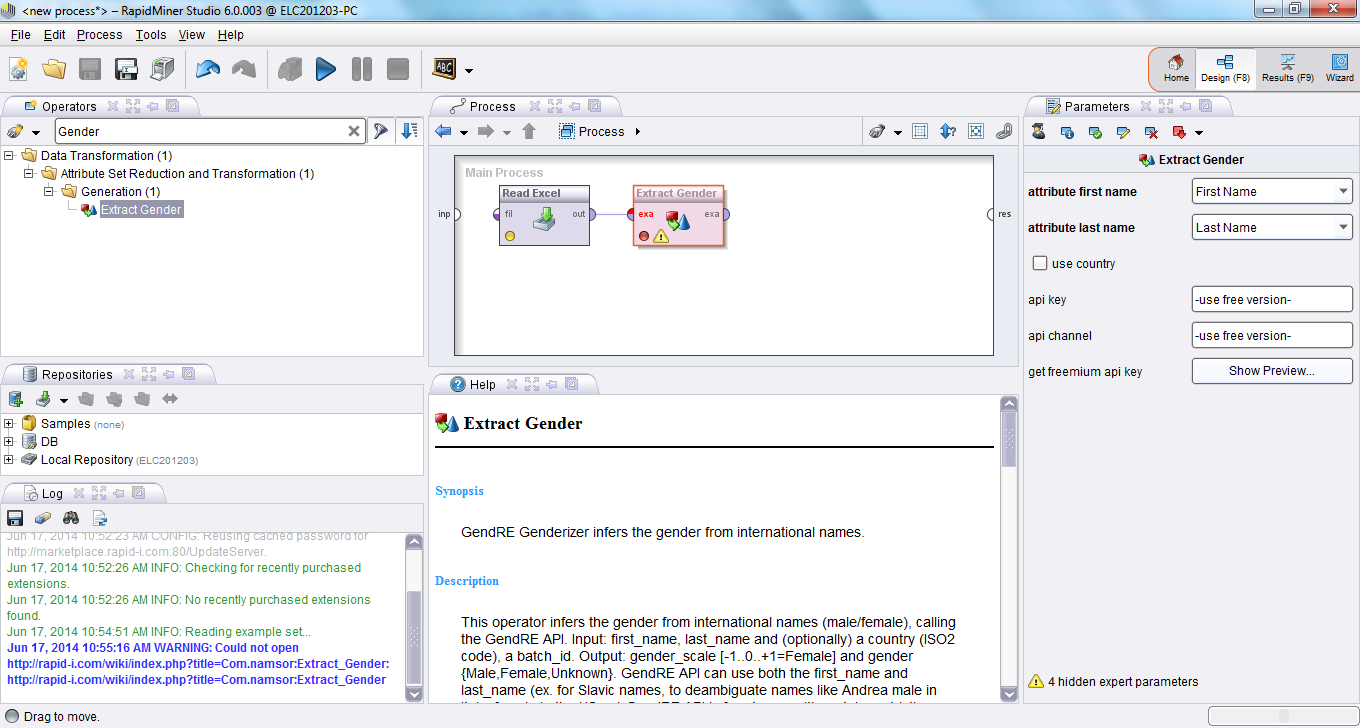 <new process*> – RapidMiner Studio 6.0.003 @ ELC201203-PC
File Edit Process Tools View Help
ABC
Home
Design (F8)
Results (F9)
Wizard
Operators
Gender
Data Transformation (1)
Attribute Set Reduction and Transformation (1)
Generation (1)
Extract Gender
Repositories
Samples (none)
DB
Local Repository (ELC201203)
Log
Jun 17, 2014 10:52:23 AM CONFIG: Reusing cached password for
http://marketplace.rapid-i.com:80/UpdateServer.
Jun 17, 2014 10:52:26 AM INFO: Checking for recently purchased
extensions.
Jun 17, 2014 10:52:26 AM INFO: No recently purchased extensions
found.
Jun 17, 2014 10:54:51 AM INFO: Reading example set...
Jun 17, 2014 10:55:16 AM WARNING: Could not open
http://rapid-i.com/wiki/index.php?title=Com.namsor:Extract_Gender:
http://rapid-i.com/wiki/index.php?title=Com.namsor:Extract_Gender
Process
Process
Main Process
inp
Read Excel
fil out
Extract Gender
exa exa
res
Help
Extract Gender
Synopsis
GendRE Genderizer infers the gender from international names.
Description
This operator infers the gender from international names (male/female), calling
the GendRE API. Input: first_name, last_name and (optionally) a country (ISO2
code), a batch_id. Output: gender_scale [-1..0..+1=Female] and gender
{Male,Female,Unknown}. GendRE API can use both the first_name and
last_name (ex. for Slavic names, to deambiguate names like Andrea male in
Parameters
Extract Gender
attribute first name
First Name
attribute last name
Last Name
use country
api key
-use free version-
api channel
-use free version-
get freemium api key
Show Preview...
4 hidden expert parameters
Drag to move.